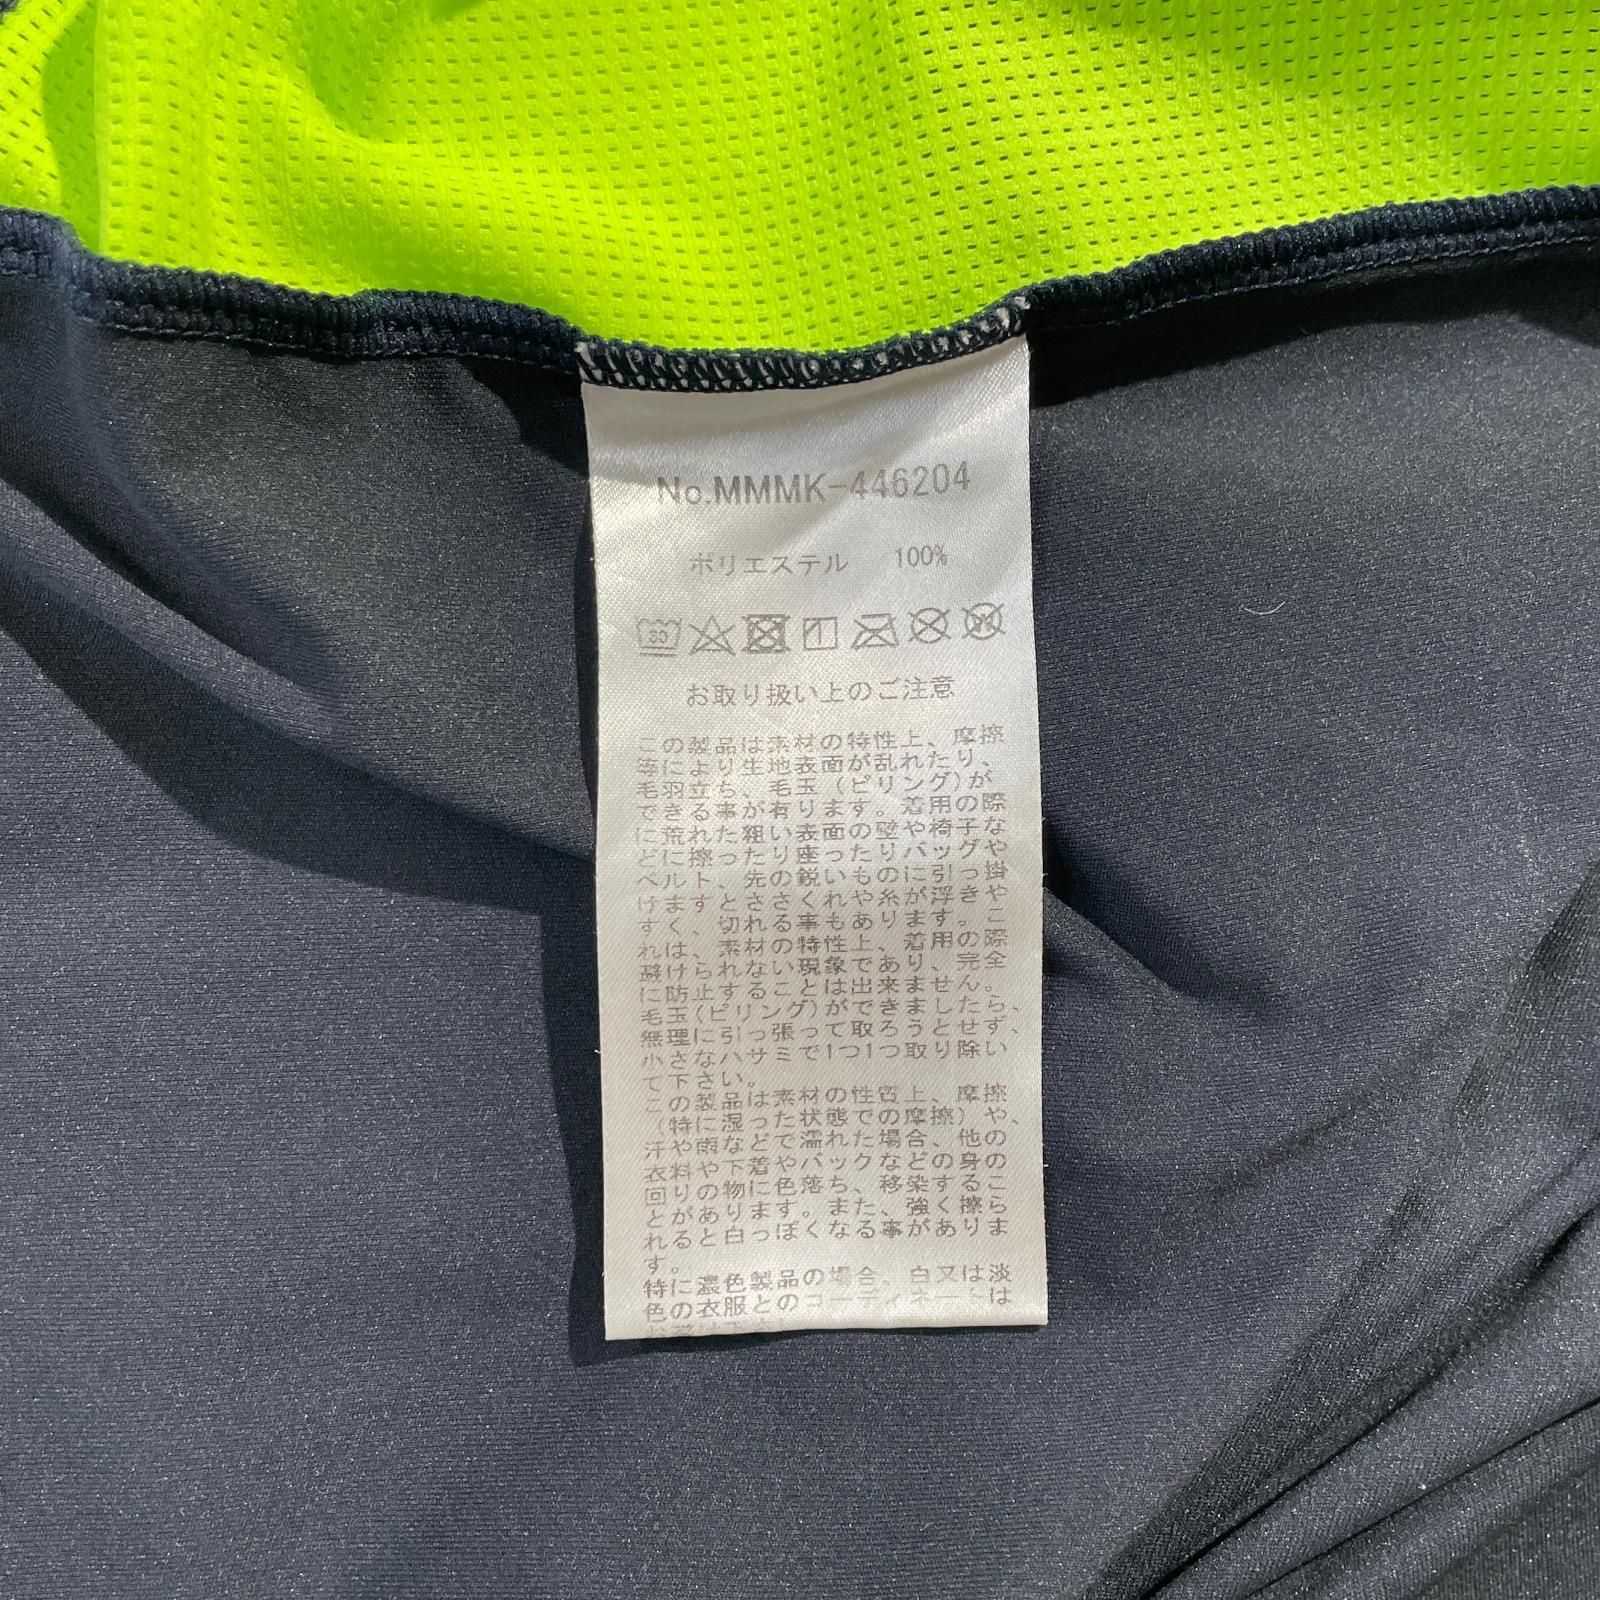 No.MMMK-446204
ポリエステル 100%
30
お取り扱い上のご注意
この製品は素材の特性上、摩擦
等により生地表面が乱れたり、
毛羽立ち、毛玉(ピリング)が
できる事が有ります。着用の際
に荒れた粗い表面の壁や椅子な
どに擦ったり座ったりバッグや
ベルト、先の鋭いものに引っ掛
けますとささくれや糸が浮きや
すく、切れる事もあります。こ
れは、素材の特性上、着用の際
避けられない現象であり、完全
に防止することは出来ません。
毛玉(ピリング)ができましたら、
無理に引っ張って取ろうとせず、
小さなハサミで1つ1つ取り除い
て下さい。
この製品は素材の性質上、摩擦
(特に湿った状態での摩擦)や、
汗や雨などで濡れた場合、他の
衣料や下着やバックなどの身の
回りの物に色落ち、移染するこ
とがあります。また、強く擦ら
れると白っぽくなる事がありま
す。
特に濃色製品の場合、白又は淡
色の衣服とのコーディネートは